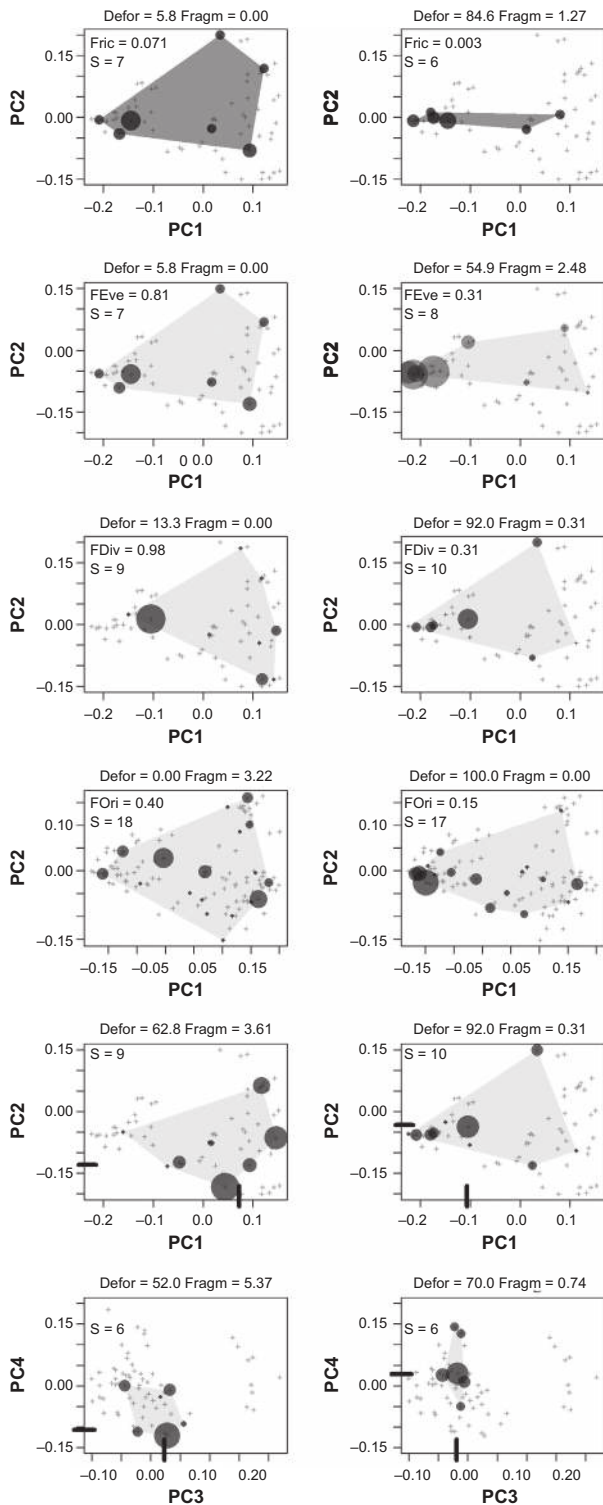 Defor = 5.8 Fragm = 0.00
Fric = 0.071
S = 7
PC2
0.15
0.00
–0.15
–0.2 –0.1 0.0 0.1
PC1
Defor = 84.6 Fragm = 1.27
Fric = 0.003
S = 6
PC2
0.15
0.00
–0.15
–0.2 –0.1 0.0 0.1
PC1
Defor = 5.8 Fragm = 0.00
FEve = 0.81
S = 7
PC2
0.15
0.00
–0.15
–0.2 –0.1 0 0.0 0.1
PC1
Defor = 54.9 Fragm = 2.48
FEve = 0.31
S = 8
PC2
0.15
0.00
–0.15
–0.2 –0.1 0.0 0.1
PC1
Defor = 13.3 Fragm = 0.00
FDiv = 0.98
S = 9
PC2
0.15
0.00
–0.15
–0.2 –0.1 0.0 0.1
PC1
Defor = 92.0 Fragm = 0.31
FDiv = 0.31
S = 10
PC2
0.15
0.00
–0.15
–0.2 –0.1 0.0 0.1
PC1
Defor = 0.00 Fragm = 3.22
FOri = 0.40
S = 18
PC2
0.10
0.00
–0.15
–0.15 –0.05 0.05 0.15
PC1
Defor = 100.0 Fragm = 0.00
FOri = 0.15
S = 17
PC2
0.10
0.00
–0.15
–0.15 –0.05 0.05 0.15
PC1
Defor = 62.8 Fragm = 3.61
S = 9
PC2
0.15
0.00
–0.15
–0.2 –0.1 0.0 0.1
PC1
Defor = 92.0 Fragm = 0.31
S = 10
PC2
0.15
0.00
–0.15
–0.2 –0.1 0.0 0.1
PC1
Defor = 52.0 Fragm = 5.37
S = 6
PC4
0.15
0.00
–0.15
–0.10 0.00 0.10 0.20
PC3
Defor = 70.0 Fragm = 0.74
S = 6
PC4
0.15
0.00
–0.15
–0.10 0.00 0.10 0.20
PC3